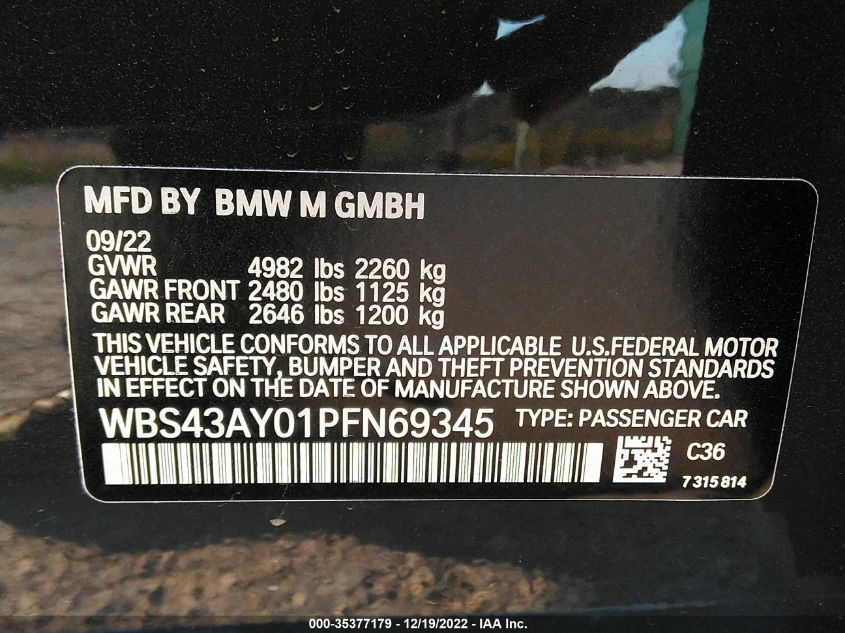 MFD BY BMW M GMBH
09/22
GVWR 4982 lbs 2260 kg
GAWR FRONT 2480 lbs 1125 kg
GAWR REAR 2646 lbs 1200 kg
THIS VEHICLE CONFORMS TO ALL APPLICABLE U.S.FEDERAL MOTOR
VEHICLE SAFETY, BUMPER AND THEFT PREVENTION STANDARDS
IN EFFECT ON THE DATE OF MANUFACTURE SHOWN ABOVE.
WBS43AY01PFN69345 TYPE: PASSENGER CAR
C36
7315814
000-35377179 - 12/19/2022 - IAA Inc.